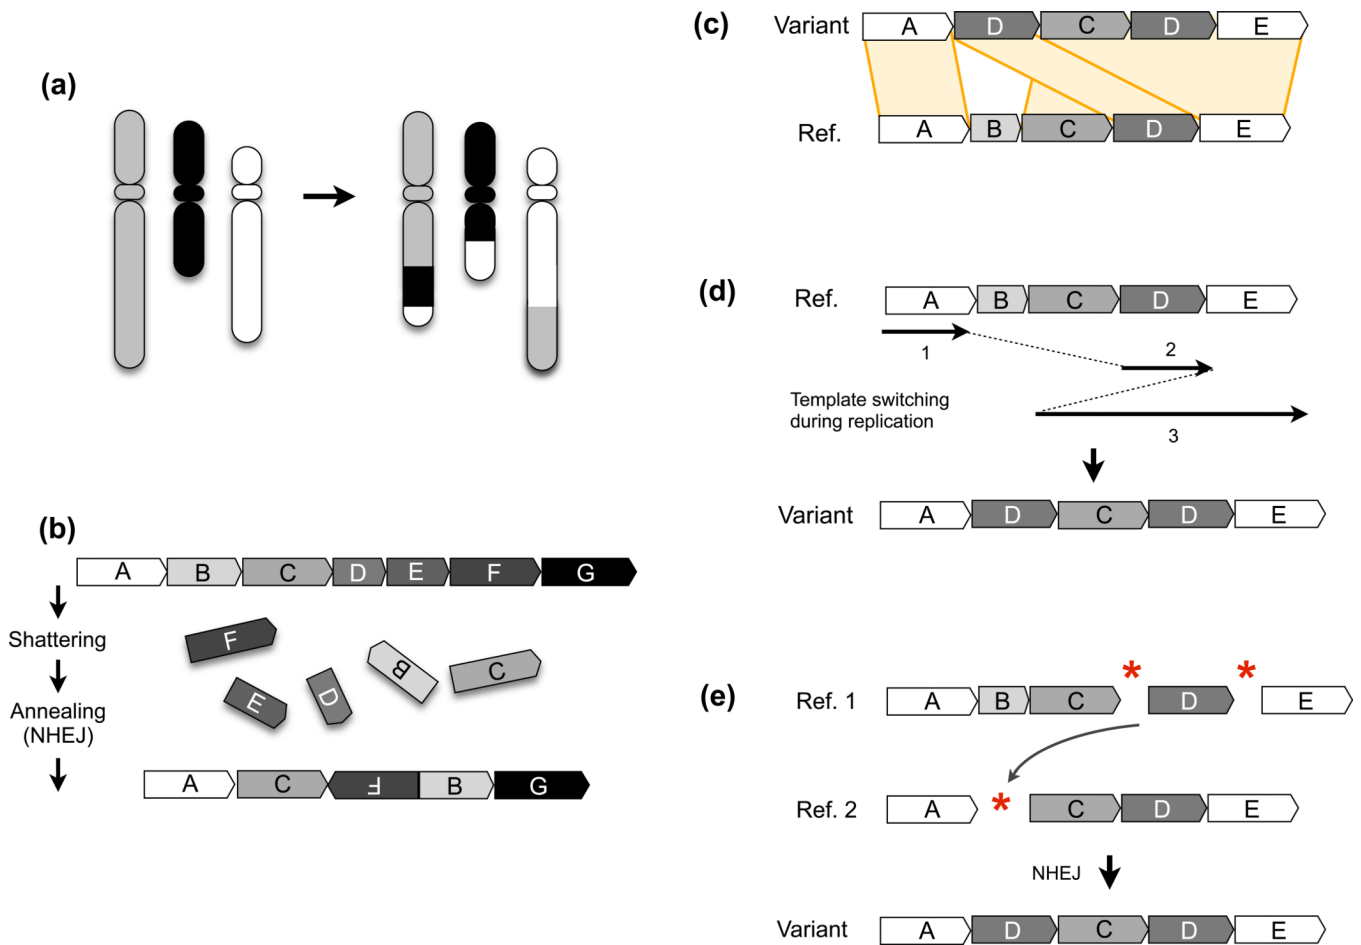 (a)
(b)
A B C D E F G
Shattering
F
E
D
B
C
Annealing
(NHEJ)
A C F B G
(c)
Variant A D C D E
Ref. A B C D E
(d)
Ref. A B C D E
1
2
Template switching
during replication
3
Variant A D C D E
(e)
* *
Ref. 1 A B C D E
Ref. 2 A * C D E
NHEJ
Variant A D C D E